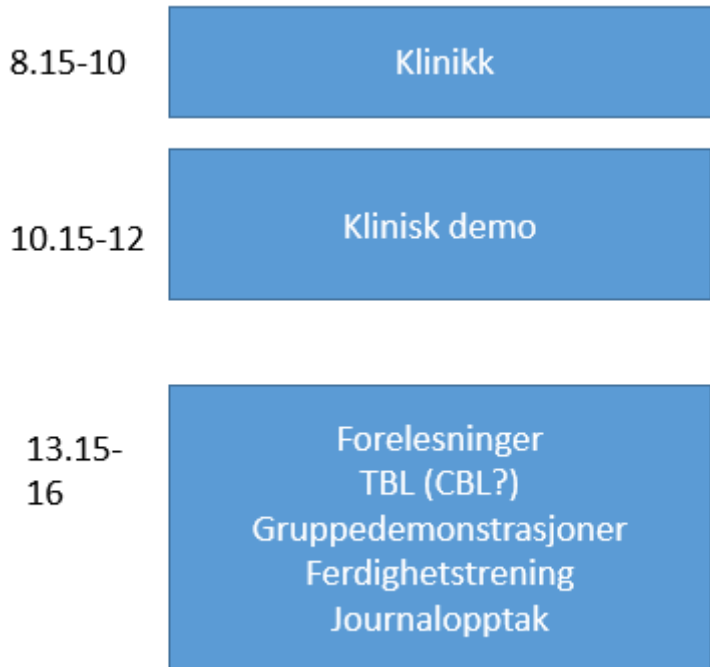 8.15-10
Klinikk
10.15-12
Klinisk demo
13.15-
16
Forelesninger
TBL (CBL?)
Gruppedemonstrasjoner
Ferdighetstrening
Journalopptak